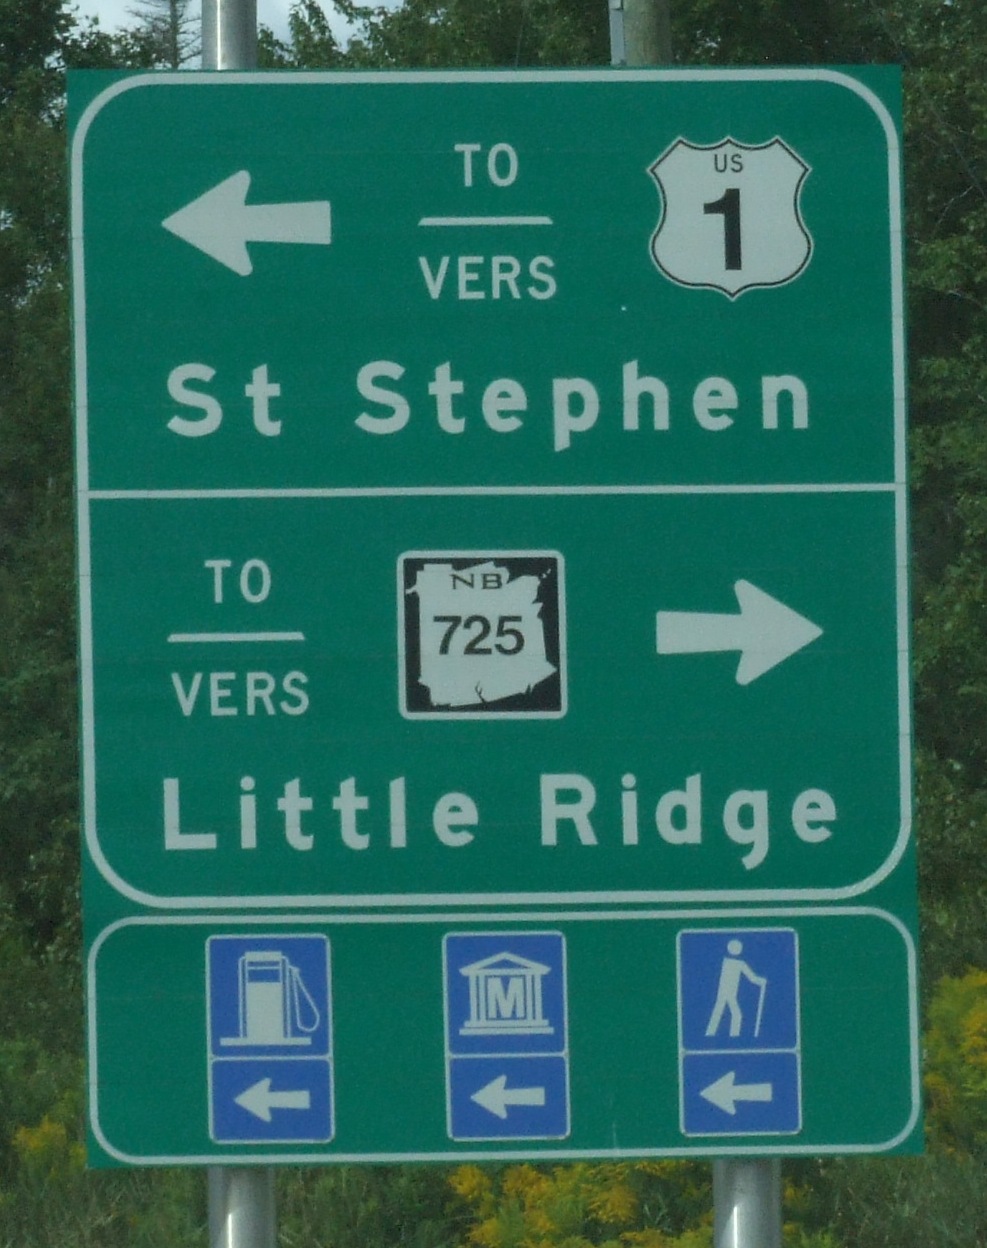 TO
VERS
US
1
St Stephen
TO
VERS
NB
725
Little Ridge
M